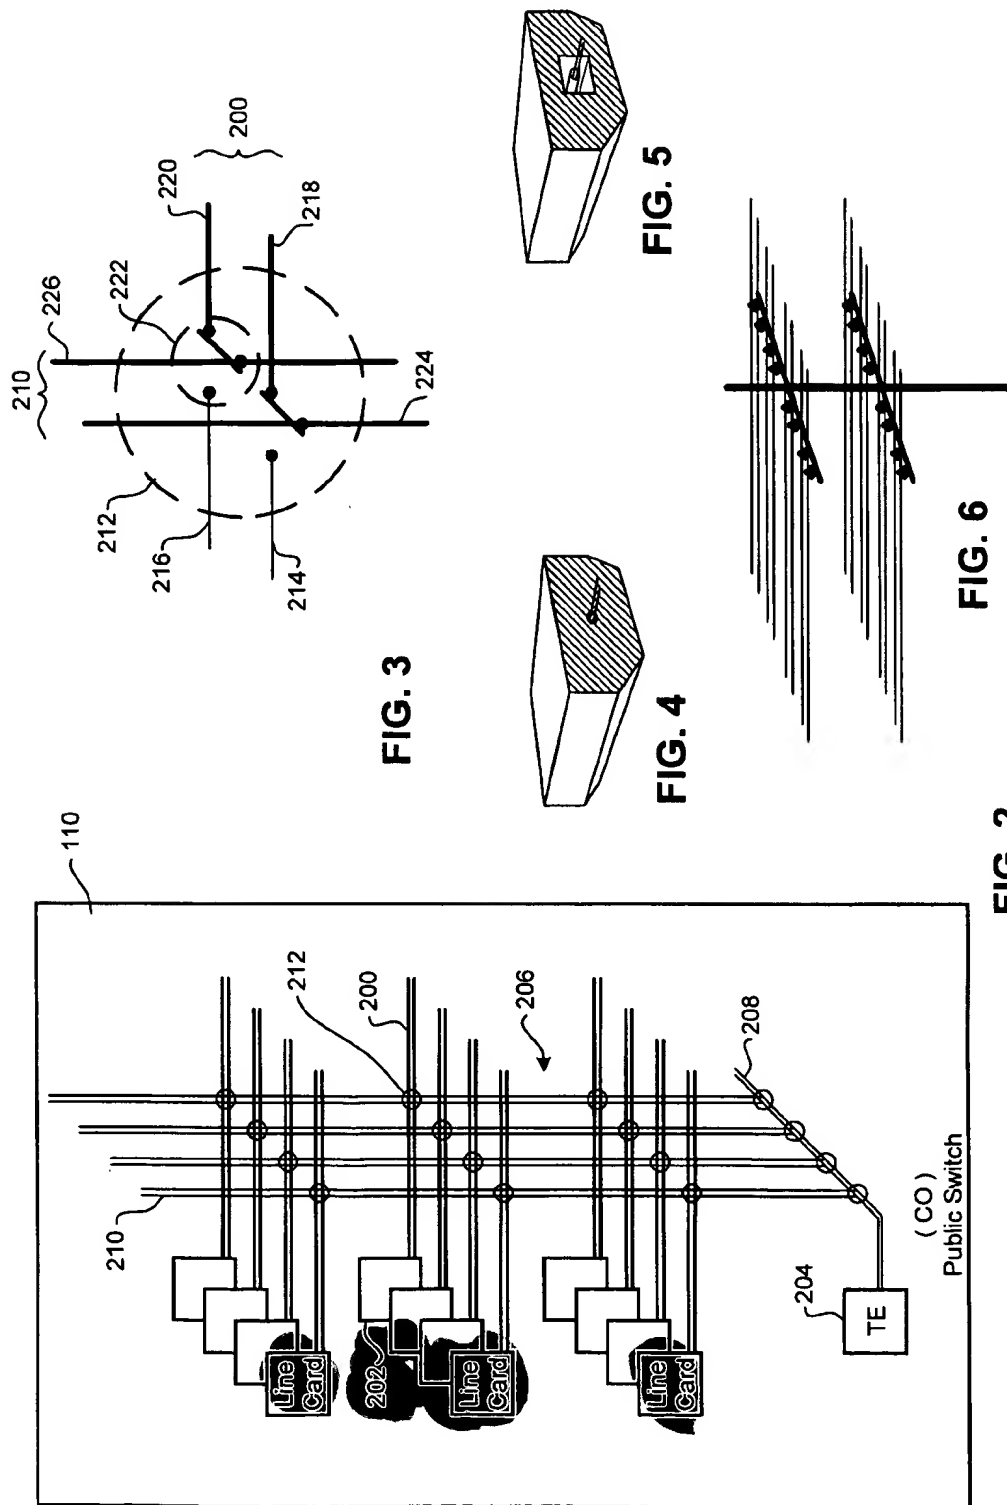 110
210
212
200
206
208
202
Line
Card
Line
Card
Line
Card
204
TE
(CO)
Public Switch
FIG. 2
210
226
222
220
200
218
224
212
216
214
FIG. 3
FIG. 4
FIG. 5
FIG. 6